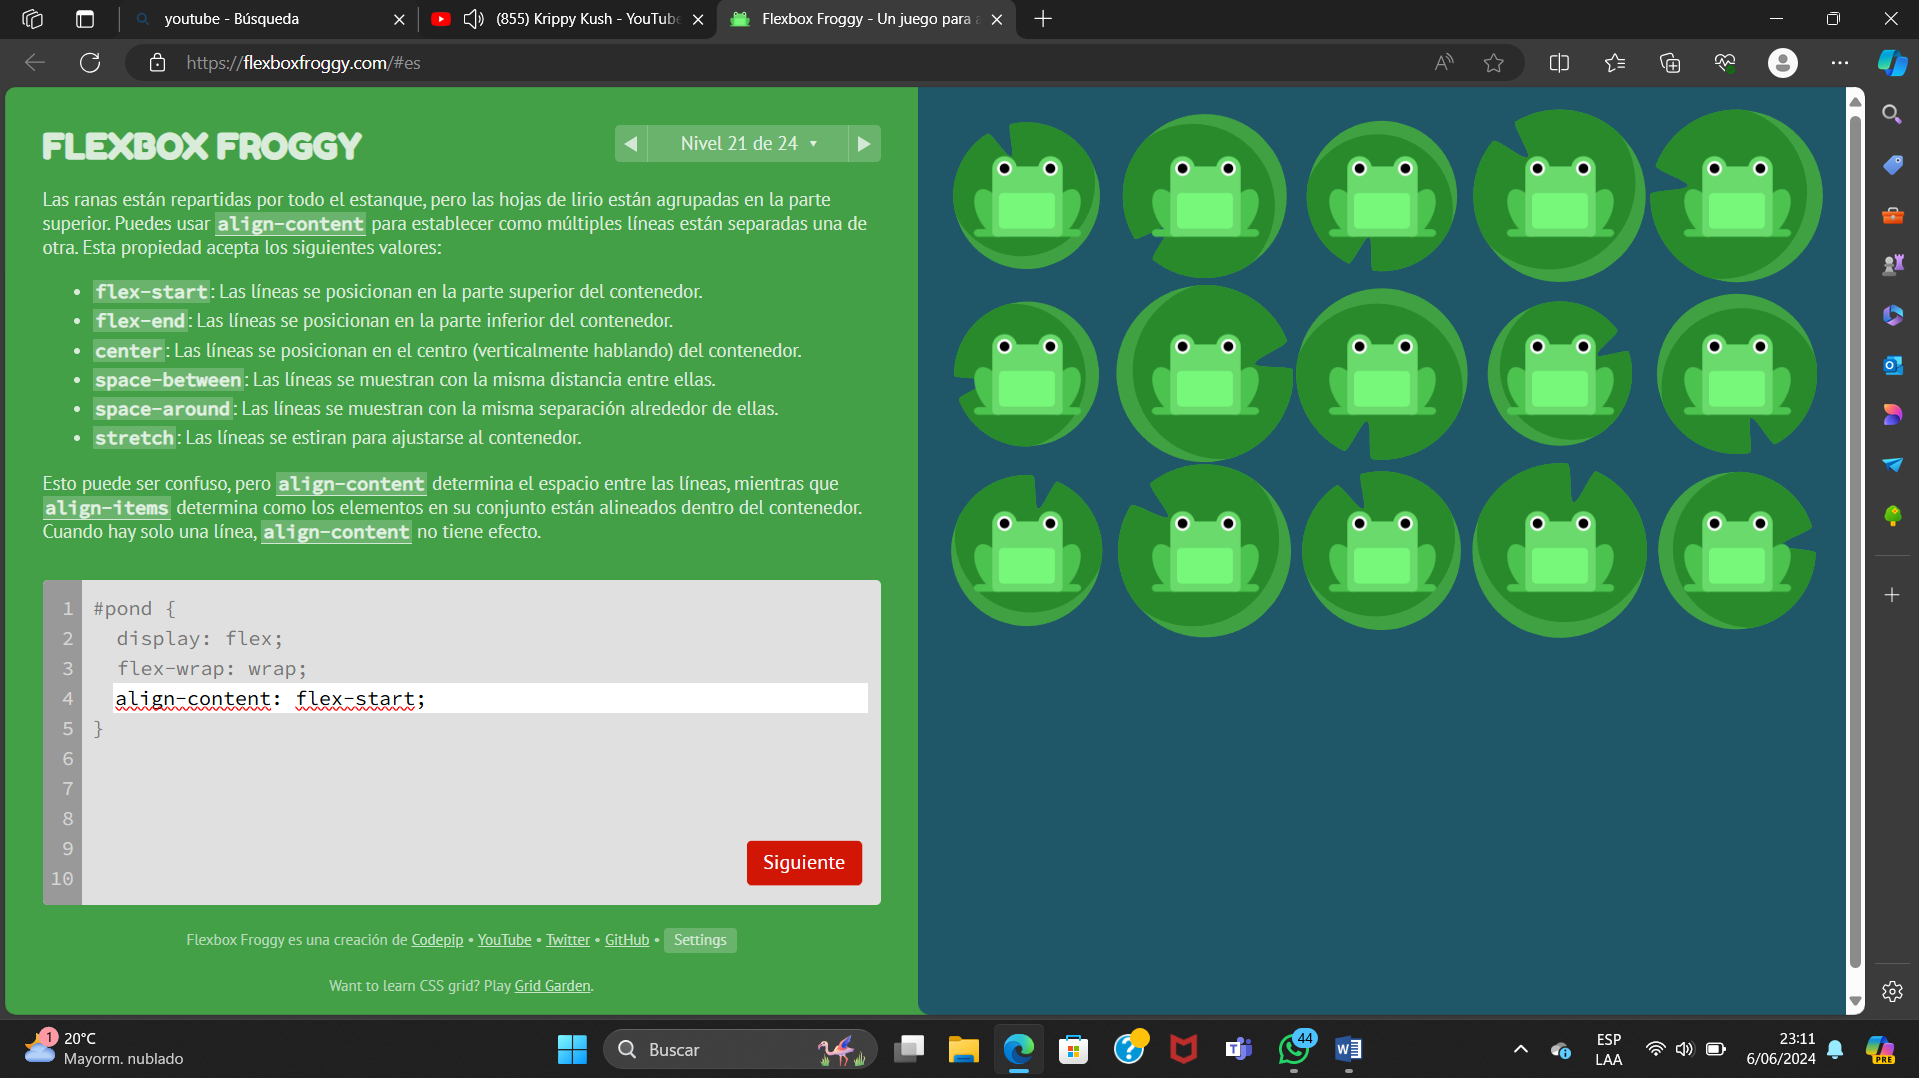 youtube - Búsqueda
(855) Krippy Kush - YouTube
Flexbox Froggy - Un juego para a
https://flexboxfroggy.com/#es
FLEXBOX FROGGY
Nivel 21 de 24
Las ranas están repartidas por todo el estanque, pero las hojas de lirio están agrupadas en la parte
superior. Puedes usar align-content para establecer como múltiples líneas están separadas una de
otra. Esta propiedad acepta los siguientes valores:
• flex-start: Las líneas se posicionan en la parte superior del contenedor.
• flex-end: Las líneas se posicionan en la parte inferior del contenedor.
• center: Las líneas se posicionan en el centro (verticalmente hablando) del contenedor.
• space-between: Las líneas se muestran con la misma distancia entre ellas.
• space-around: Las líneas se muestran con la misma separación alrededor de ellas.
• stretch: Las líneas se estiran para ajustarse al contenedor.
Esto puede ser confuso, pero align-content determina el espacio entre las líneas, mientras que
align-items determina como los elementos en su conjunto están alineados dentro del contenedor.
Cuando hay solo una línea, align-content no tiene efecto.
1 #pond {
2 display: flex;
3 flex-wrap: wrap;
4 align-content: flex-start;
5 }
6
7
8
9
10
Siguiente
Flexbox Froggy es una creación de Codepip • YouTube • Twitter • GitHub • Settings
Want to learn CSS grid? Play Grid Garden.
1
20°C
Mayorm. nublado
Buscar
44
ESP
LAA
23:11
6/06/2024
PRE